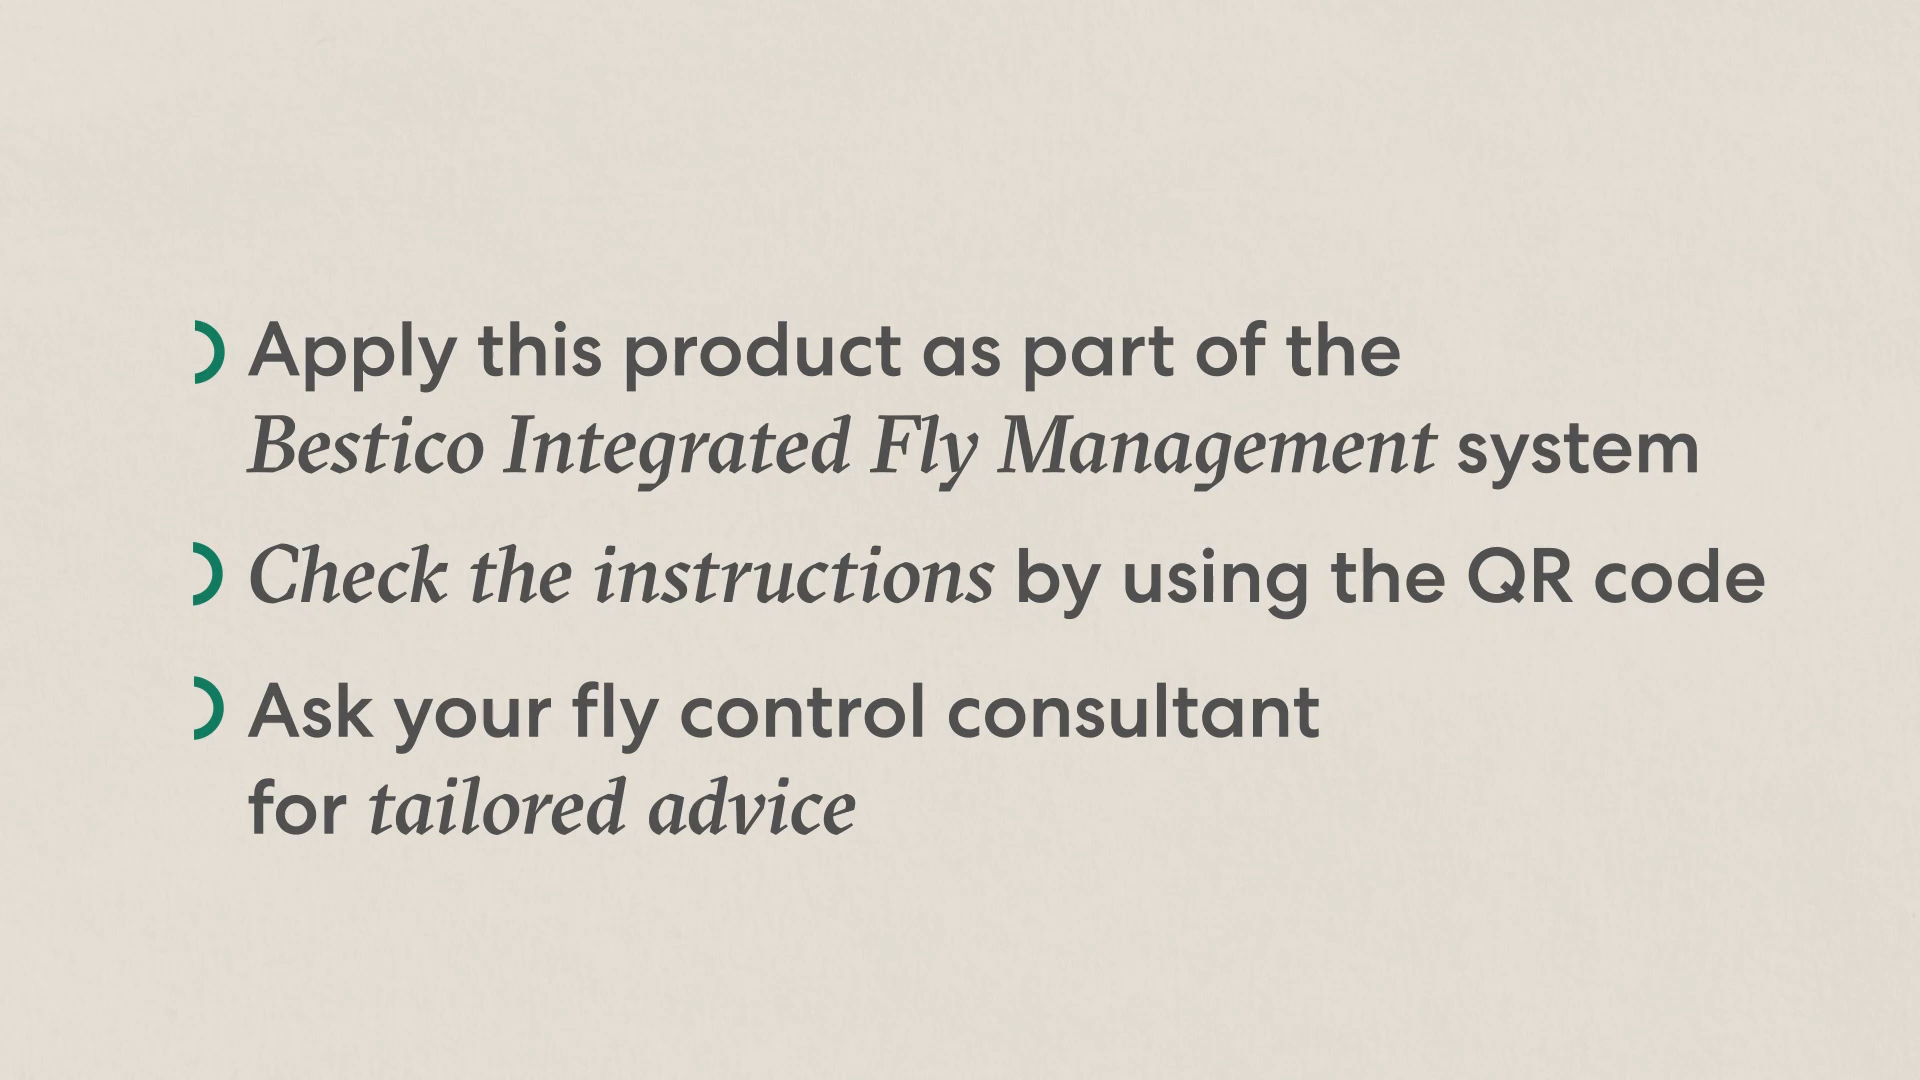 Apply this product as part of the
Bestico Integrated Fly Management system
Check the instructions by using the QR code
Ask your fly control consultant
for tailored advice